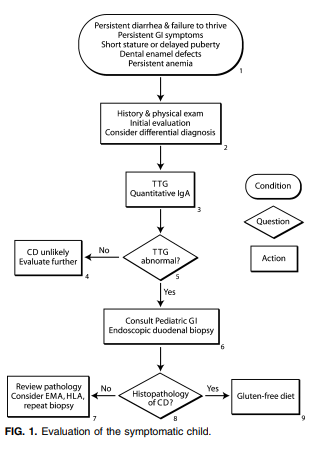 Persistent diarrhea & failure to thrive
Persistent GI symptoms
Short stature or delayed puberty
Dental enamel defects
Persistent anemia
1
History & physical exam
Initial evaluation
Consider differential diagnosis
2
TTG
Quantitative IgA
3
Condition
Question
Action
CD unlikely
Evaluate further
4
No
TTG
abnormal?
5
Yes
Consult Pediatric GI
Endoscopic duodenal biopsy
6
Review pathology
Consider EMA, HLA,
repeat biopsy
7
No
Histopathology
of CD?
8
Yes
Gluten-free diet
9
FIG. 1. Evaluation of the symptomatic child.